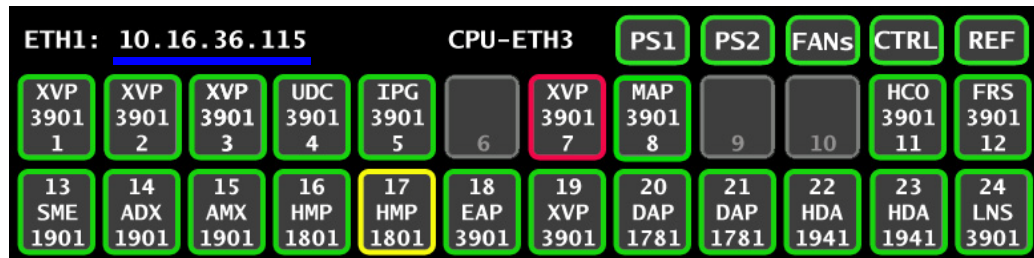 ETH1: 10.16.36.115 CPU-ETH3 PS1 PS2 FANs CTRL REF
XVP XVP XVP UDC IPG XVP MAP HCO FRS
3901 3901 3901 3901 3901 3901 3901 3901 3901
1 2 3 4 5 6 7 8 9 10 11 12
13 14 15 16 17 18 19 20 21 22 23 24
SME ADX AMX HMP HMP EAP XVP DAP DAP HDA HDA LNS
1901 1901 1901 1801 1801 3901 3901 1781 1781 1941 1941 3901